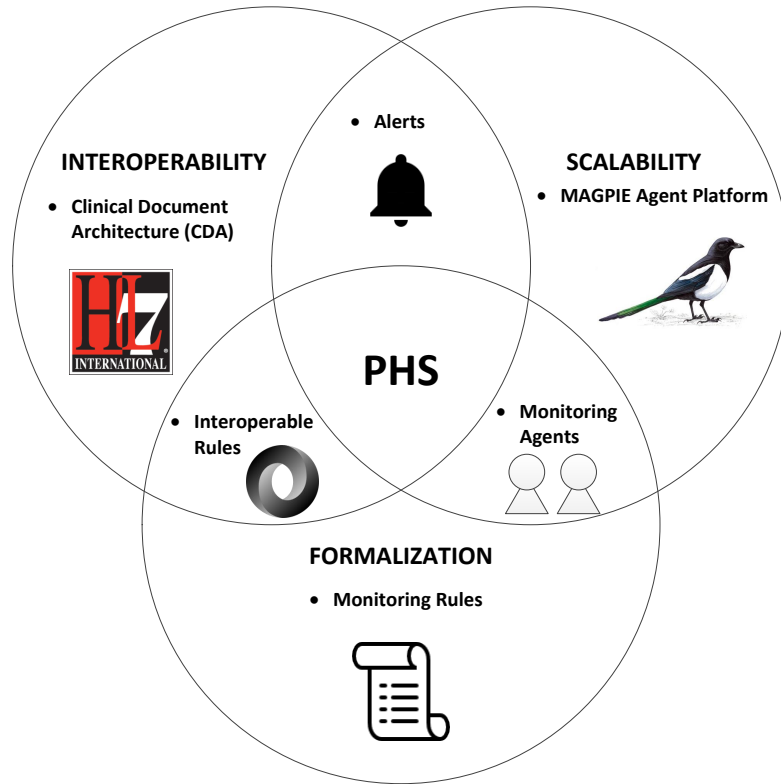 • Alerts
INTEROPERABILITY
SCALABILITY
• Clinical Document
Architecture (CDA)
• MAGPIE Agent Platform
HL7
INTERNATIONAL
®
PHS
• Interoperable
Rules
• Monitoring
Agents
FORMALIZATION
• Monitoring Rules